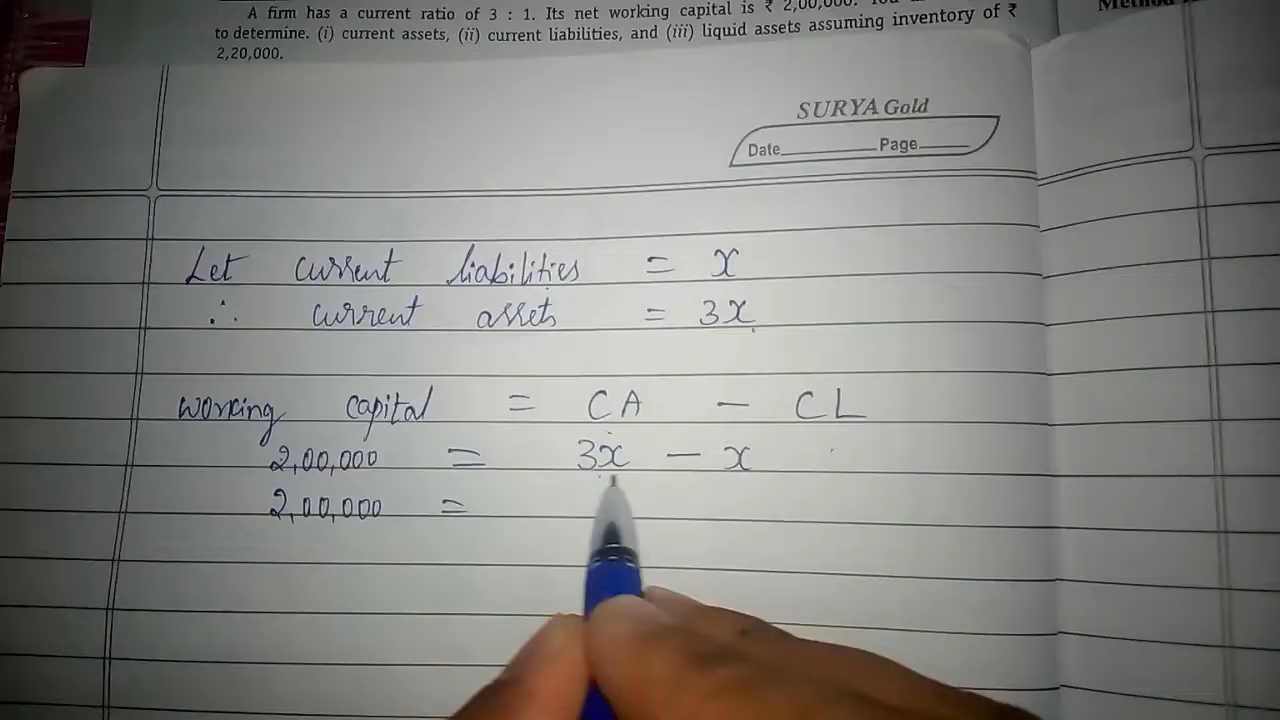 A firm has a current ratio of 3 : 1. Its net working capital is ₹ 2,00,000.
to determine. (i) current assets, (ii) current liabilities, and (iii) liquid assets assuming inventory of ₹
2,20,000.
SURYA Gold
Date Page
Let current liabilities = x
∴ current assets = 3x
working capital = CA - CL
2,00,000 = 3x - x
2,00,000 =